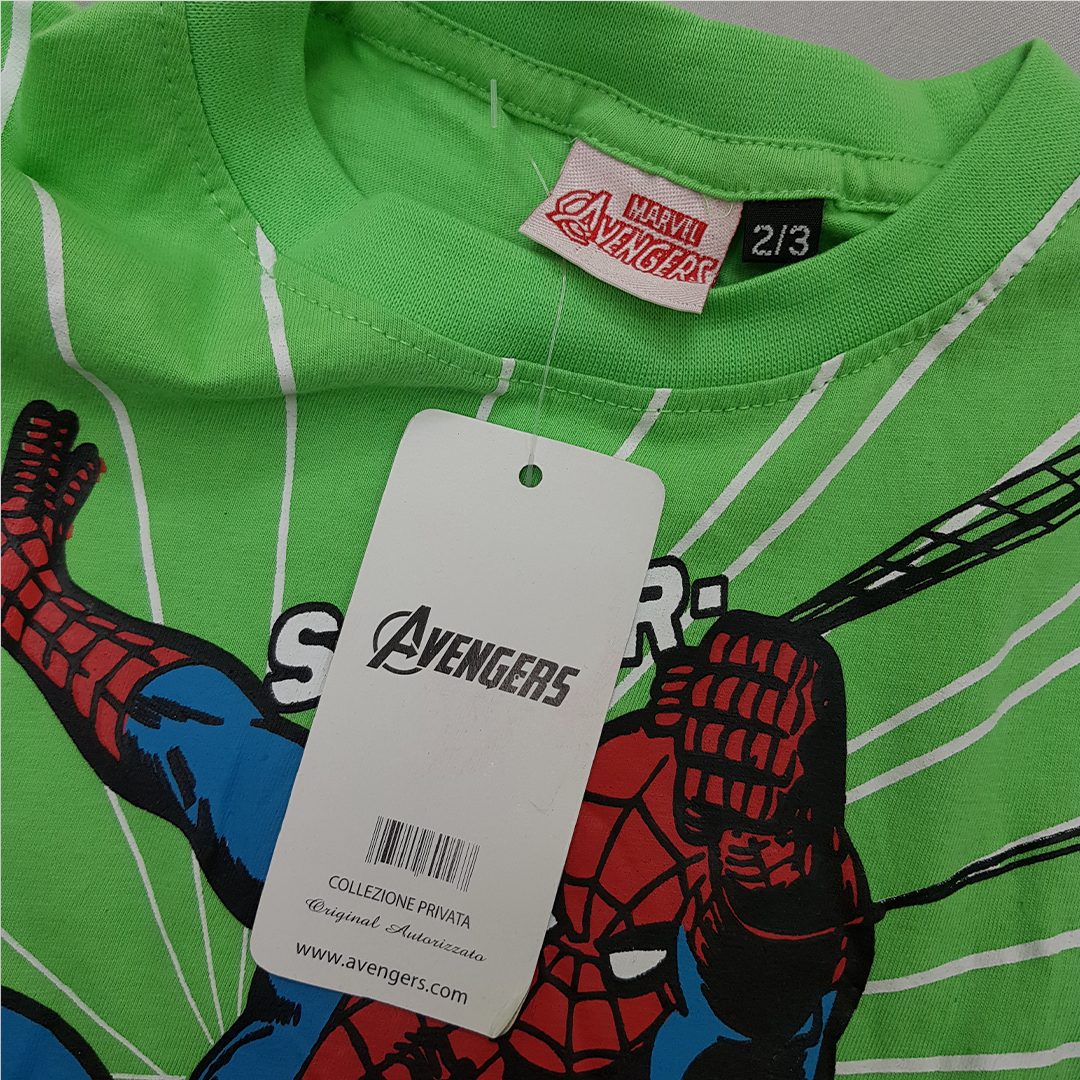 MARVEL
AVENGERS
2/3
S R-
AVENGERS
COLLEZIONE PRIVATA
Original Autorizzato
www.avengers.com